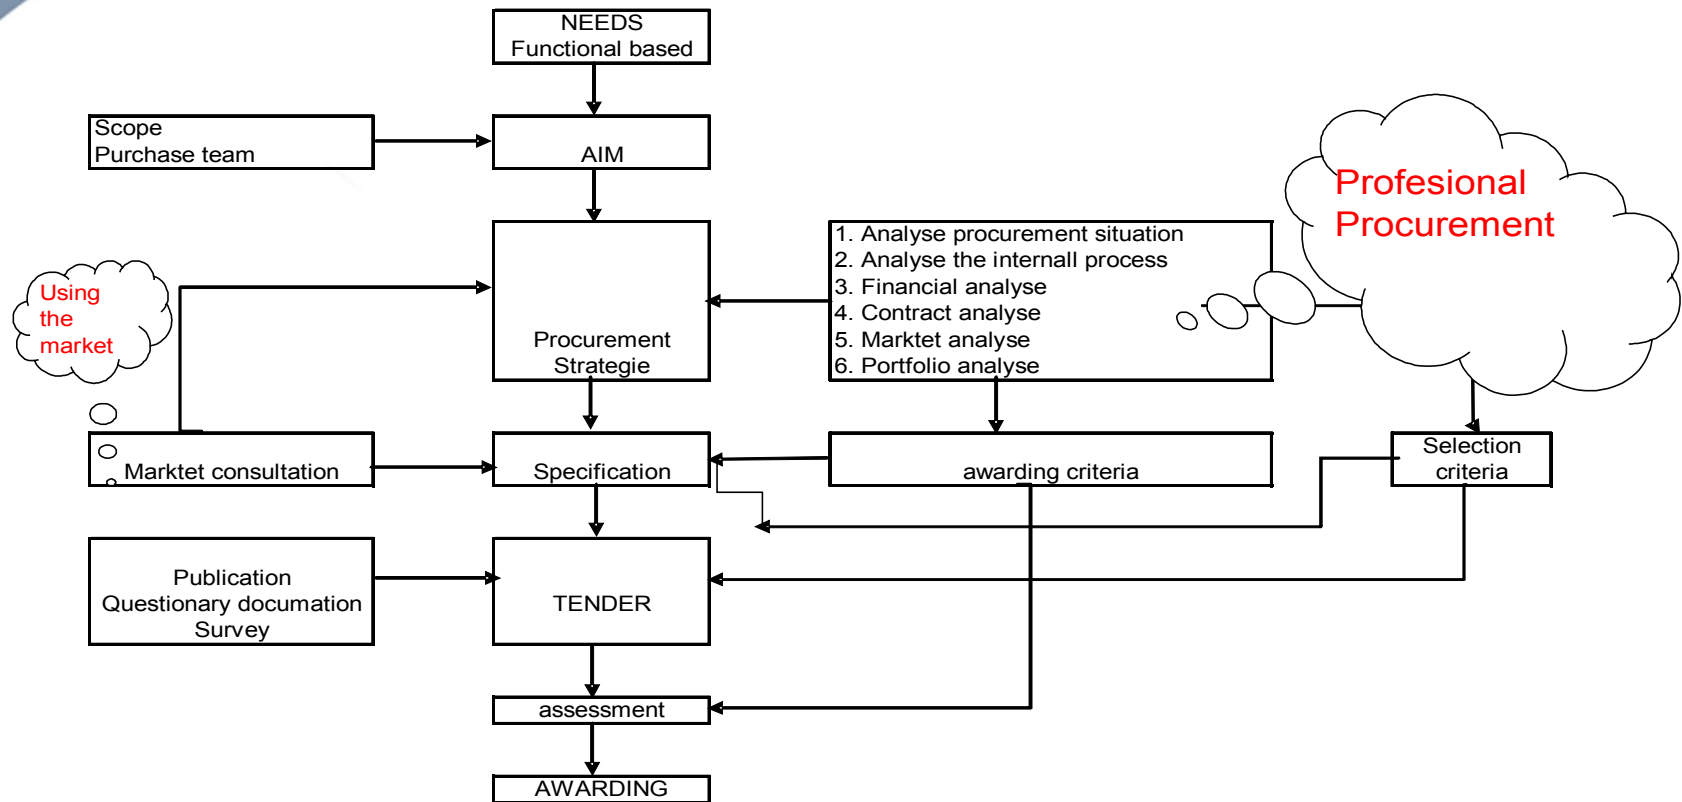 NEEDS
Functional based
Scope
Purchase team
AIM
Profesional
Procurement
1. Analyse procurement situation
2. Analyse the internall process
3. Financial analyse
4. Contract analyse
5. Marktet analyse
6. Portfolio analyse
Using
the
market
Procurement
Strategie
Marktet consultation
Specification
awarding criteria
Selection
criteria
Publication
Questionary documation
Survey
TENDER
assessment
AWARDING